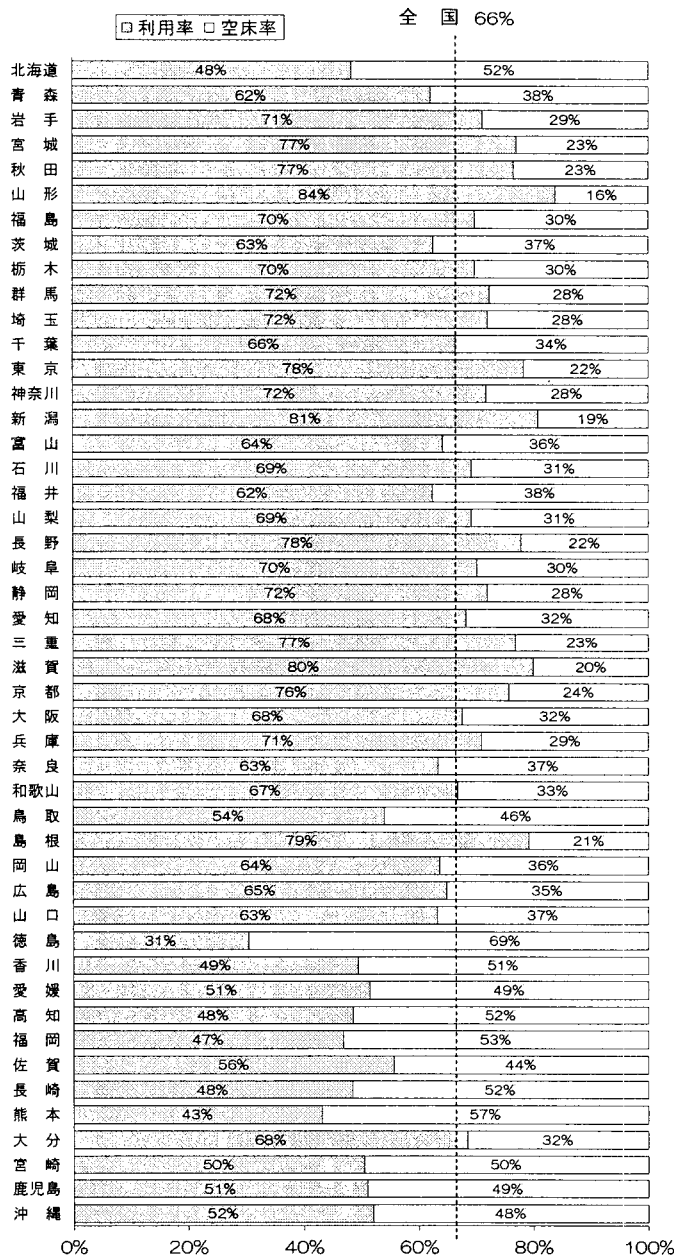 全 国 66%
利用率 空床率
北海道 48% 52%
青 森 62% 38%
岩 手 71% 29%
宮 城 77% 23%
秋 田 77% 23%
山 形 84% 16%
福 島 70% 30%
茨 城 63% 37%
栃 木 70% 30%
群 馬 72% 28%
埼 玉 72% 28%
千 葉 66% 34%
東 京 78% 22%
神奈川 72% 28%
新 潟 81% 19%
富 山 64% 36%
石 川 69% 31%
福 井 62% 38%
山 梨 69% 31%
長 野 78% 22%
岐 阜 70% 30%
静 岡 72% 28%
愛 知 68% 32%
三 重 77% 23%
滋 賀 80% 20%
京 都 76% 24%
大 阪 68% 32%
兵 庫 71% 29%
奈 良 63% 37%
和歌山 67% 33%
鳥 取 54% 46%
島 根 79% 21%
岡 山 64% 36%
広 島 65% 35%
山 口 63% 37%
徳 島 31% 69%
香 川 49% 51%
愛 媛 51% 49%
高 知 48% 52%
福 岡 47% 53%
佐 賀 56% 44%
長 崎 48% 52%
熊 本 43% 57%
大 分 68% 32%
宮 崎 50% 50%
鹿児島 51% 49%
沖 縄 52% 48%
0% 20% 40% 60% 80% 100%